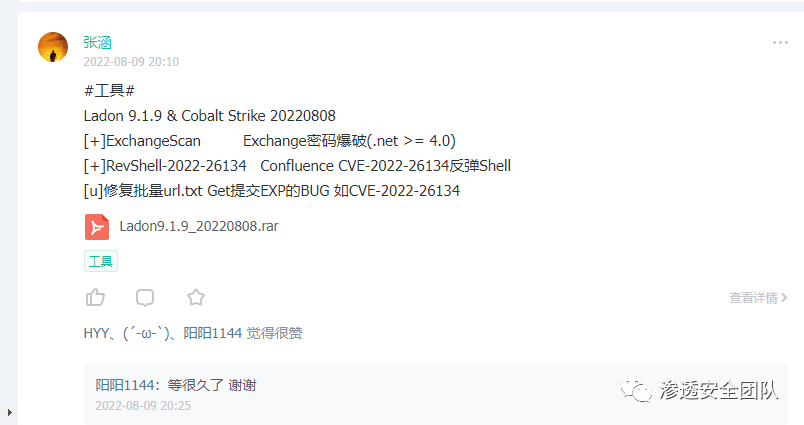 张涵
2022-08-09 20:10
#工具#
Ladon 9.1.9 & Cobalt Strike 20220808
[+]ExchangeScan Exchange密码爆破(.net >= 4.0)
[+]RevShell-2022-26134 Confluence CVE-2022-26134反弹Shell
[u]修复批量url.txt Get提交EXP的BUG 如CVE-2022-26134
Ladon9.1.9_20220808.rar
工具
查看详情
HYY、(´-ω-`)、阳阳1144 觉得很赞
阳阳1144：等很久了 谢谢
2022-08-09 20:25
渗透安全团队